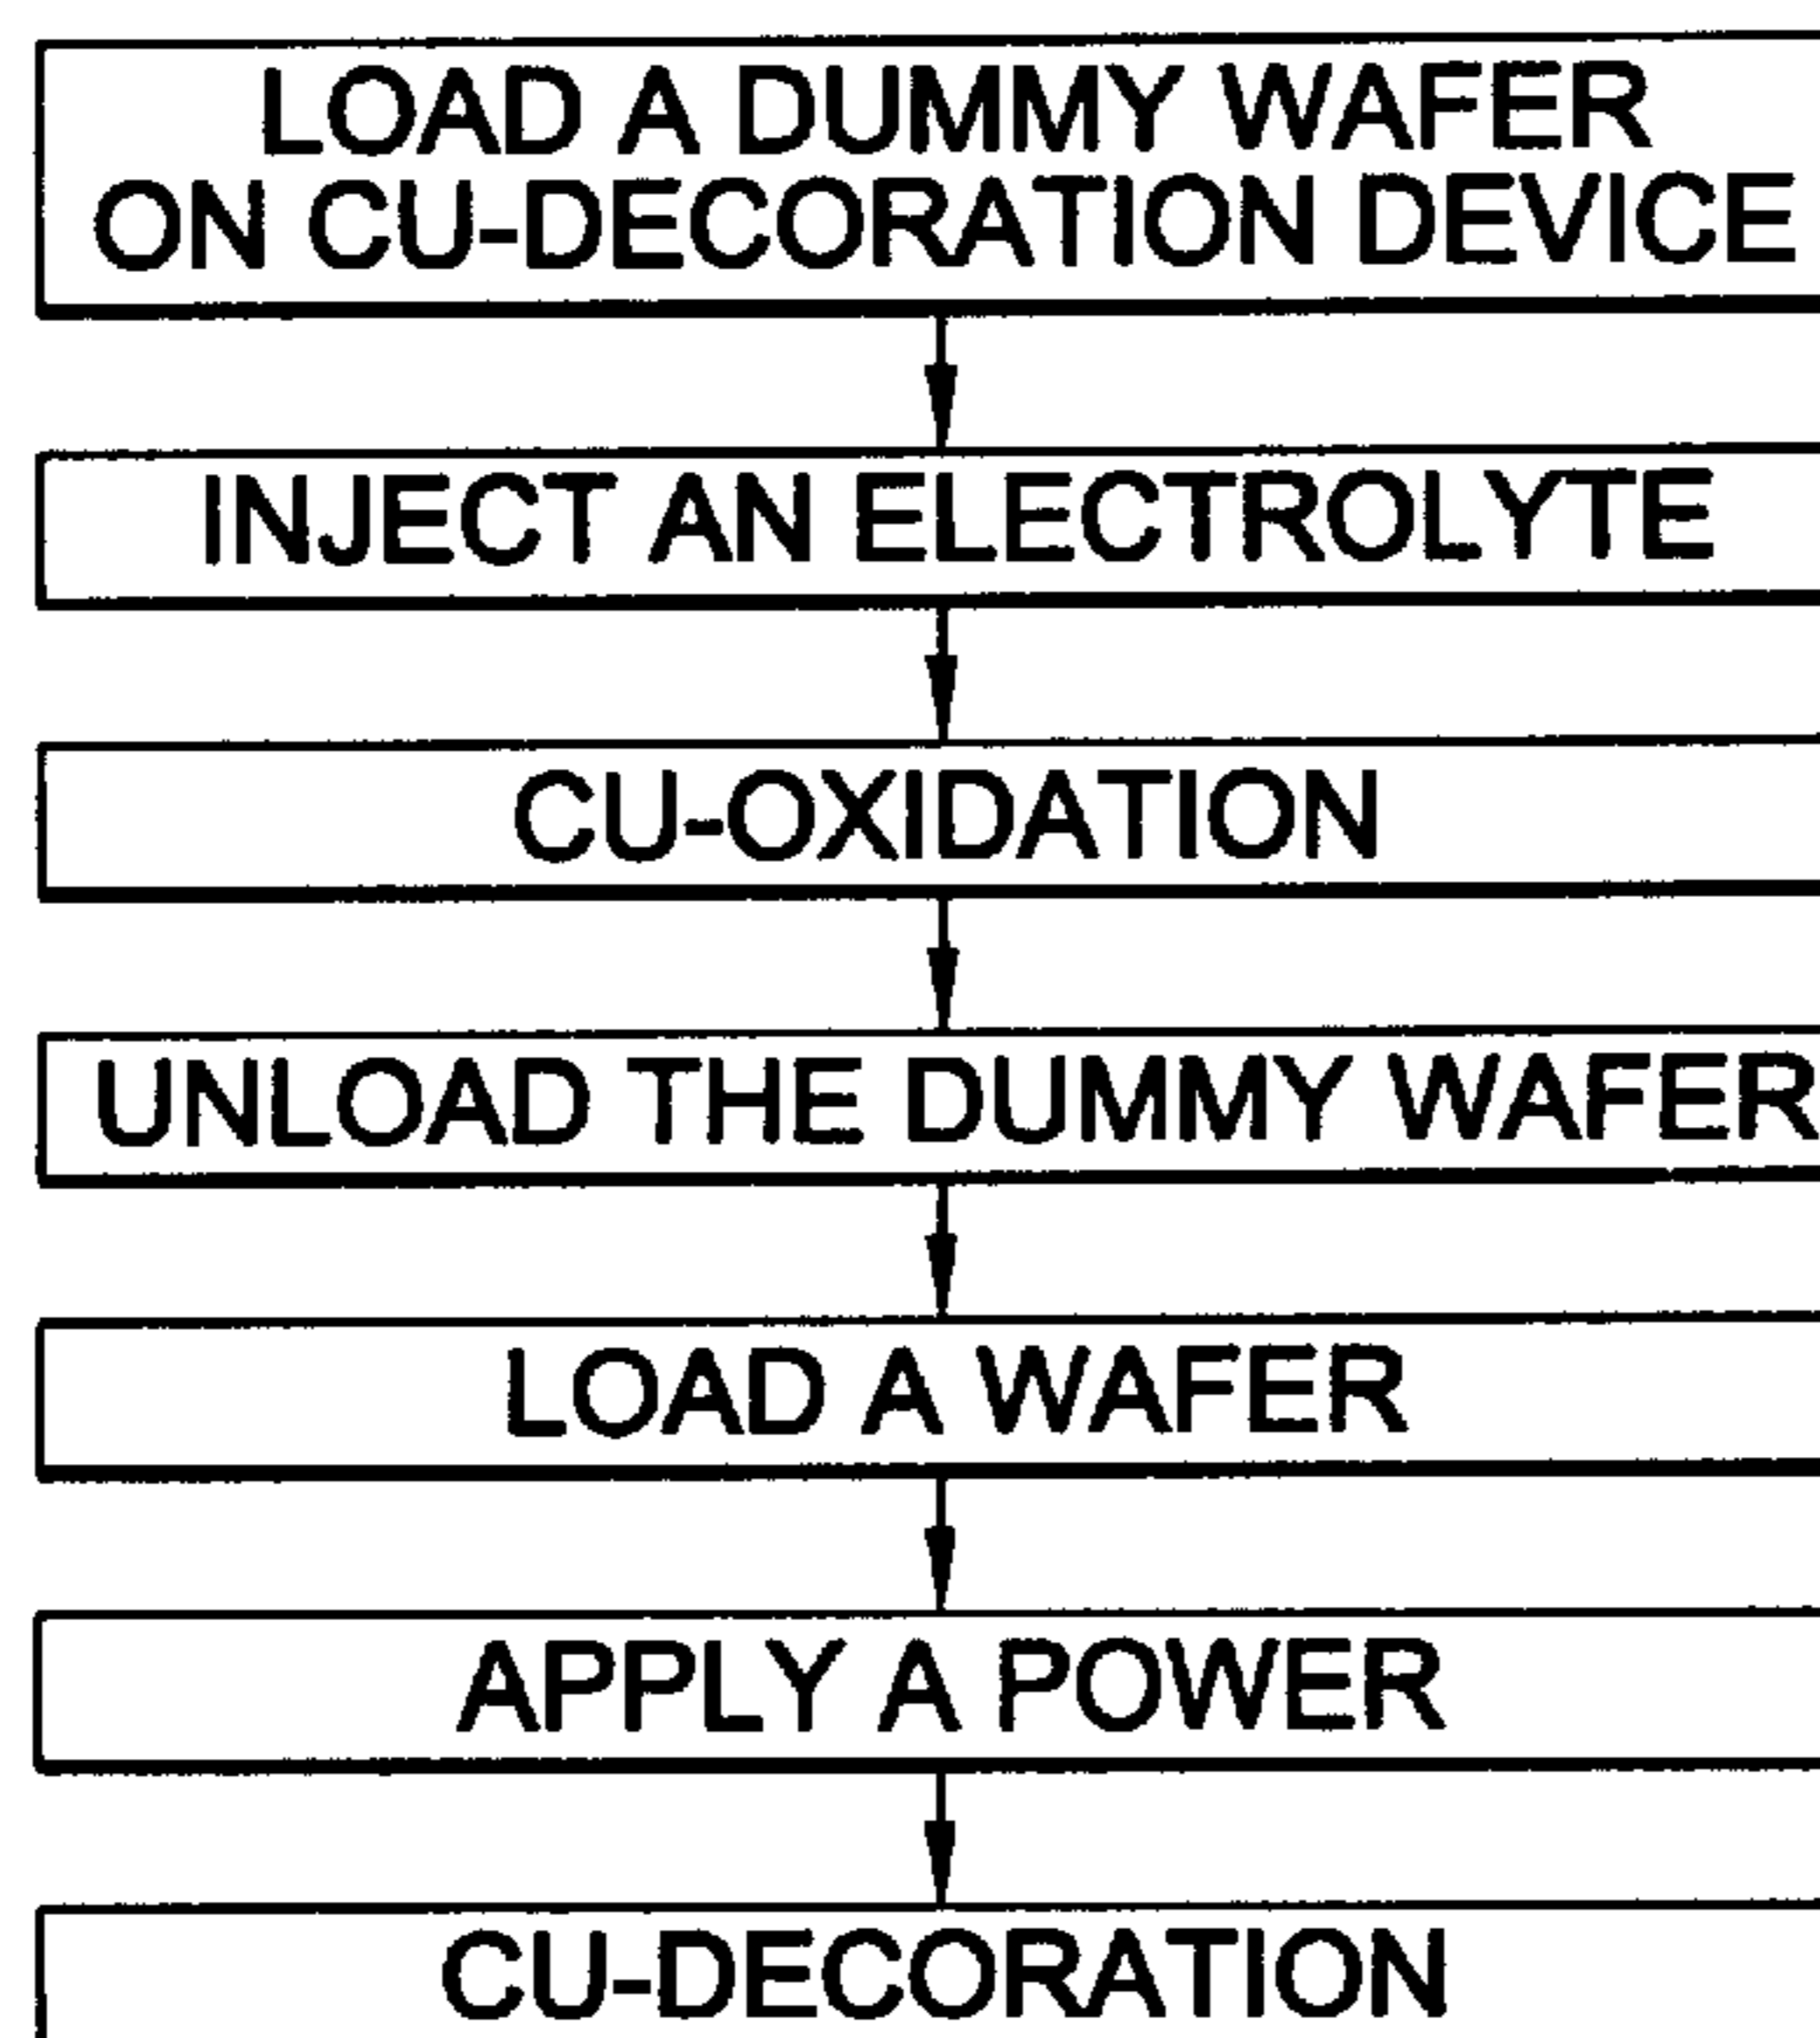 LOAD A DUMMY WAFER
ON CU-DECORATION DEVICE
INJECT AN ELECTROLYTE
CU-OXIDATION
UNLOAD THE DUMMY WAFER
LOAD A WAFER
APPLY A POWER
CU-DECORATION